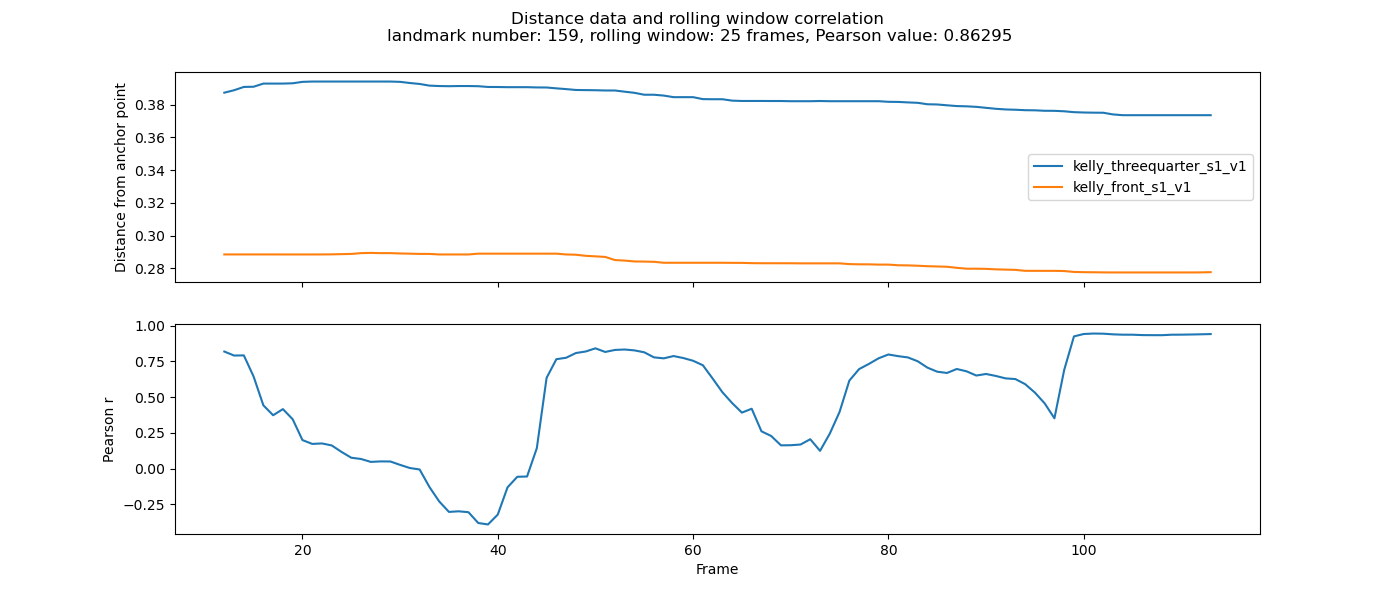 Distance data and rolling window correlation
landmark number: 159, rolling window: 25 frames, Pearson value: 0.86295
Distance from anchor point
0.38
0.36
0.34
0.32
0.30
0.28
kelly_threequarter_s1_v1
kelly_front_s1_v1
Pearson r
1.00
0.75
0.50
0.25
0.00
−0.25
20 40 60 80 100
Frame